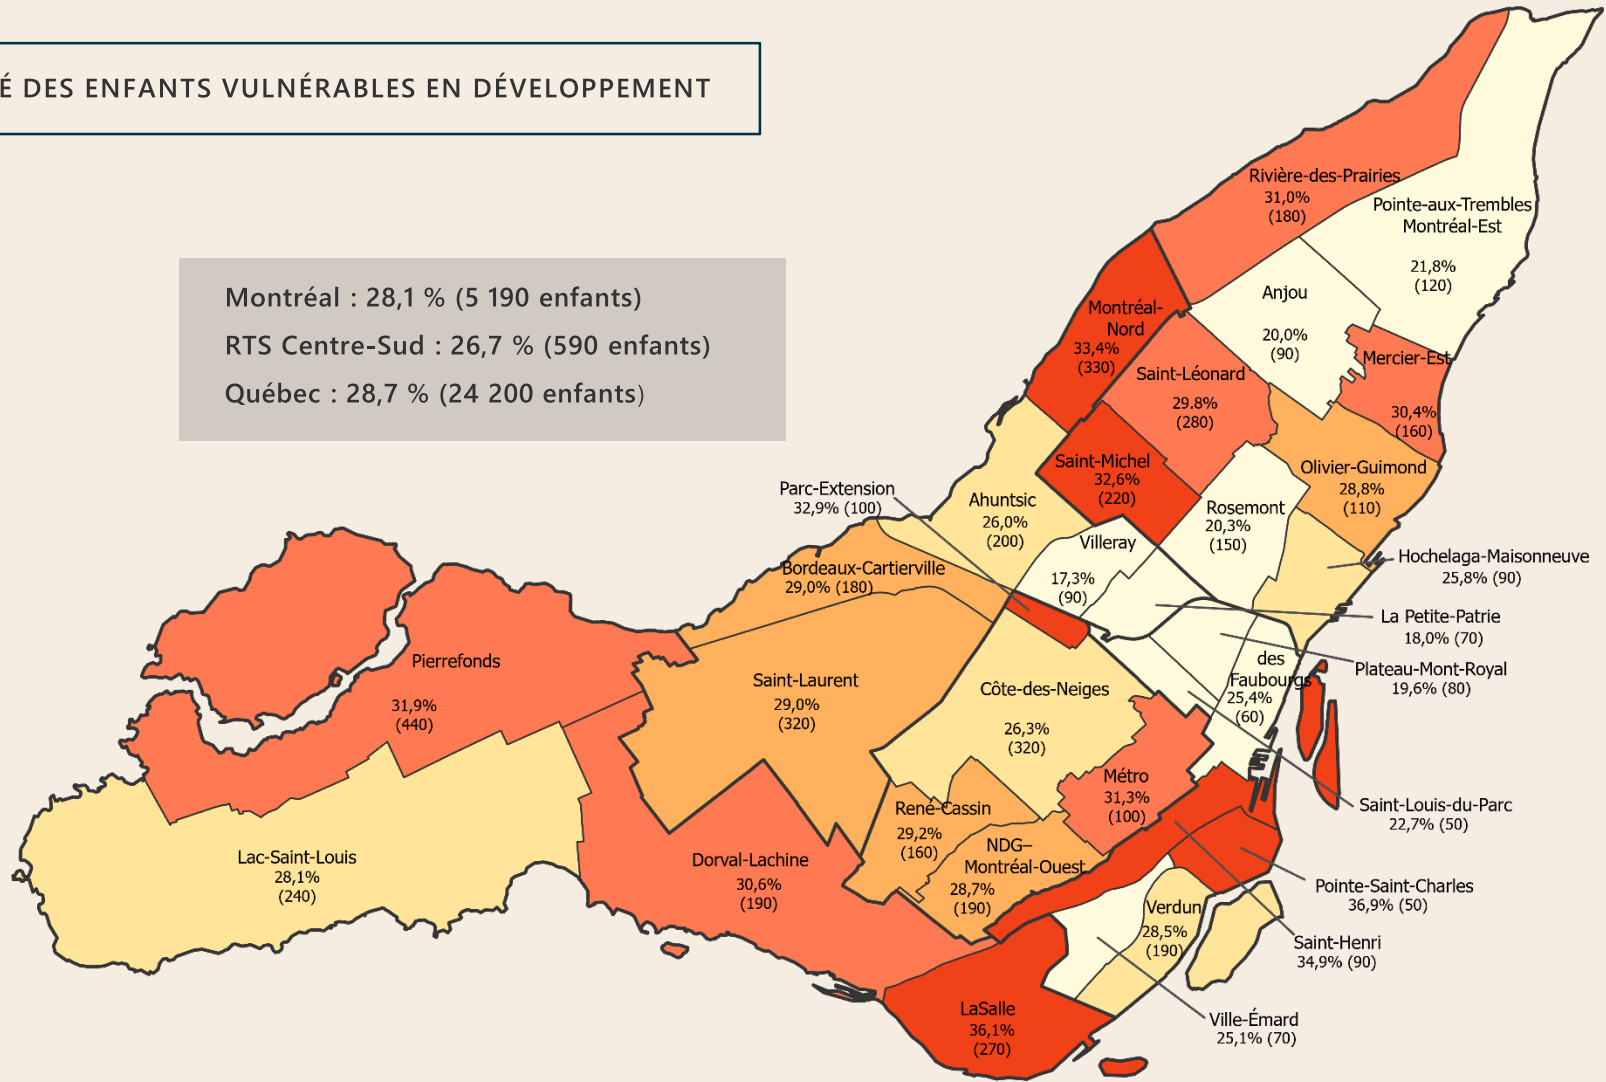 É DES ENFANTS VULNÉRABLES EN DÉVELOPPEMENT
Montréal : 28,1 % (5 190 enfants)
RTS Centre-Sud : 26,7 % (590 enfants)
Québec : 28,7 % (24 200 enfants)
Rivière-des-Prairies
31,0%
(180)
Pointe-aux-Trembles
Montréal-Est
21,8%
(120)
Anjou
20,0%
(90)
Montréal-
Nord
33,4%
(330)
Mercier-Est
30,4%
(160)
Saint-Léonard
29.8%
(280)
Saint-Michel
32,6%
(220)
Olivier-Guimond
28,8%
(110)
Parc-Extension
32,9% (100)
Ahuntsic
26,0%
(200)
Rosemont
20,3%
(150)
Villeray
17,3%
(90)
Hochelaga-Maisonneuve
25,8% (90)
Bordeaux-Cartierville
29,0% (180)
La Petite-Patrie
18,0% (70)
Plateau-Mont-Royal
19,6% (80)
des
Faubourgs
25,4%
(60)
Pierrefonds
31,9%
(440)
Saint-Laurent
29,0%
(320)
Côte-des-Neiges
26,3%
(320)
Métro
31,3%
(100)
Saint-Louis-du-Parc
22,7% (50)
René-Cassin
29,2%
(160)
NDG–
Montréal-Ouest
28,7%
(190)
Lac-Saint-Louis
28,1%
(240)
Dorval-Lachine
30,6%
(190)
Pointe-Saint-Charles
36,9% (50)
Verdun
28,5%
(190)
Saint-Henri
34,9% (90)
LaSalle
36,1%
(270)
Ville-Émard
25,1% (70)